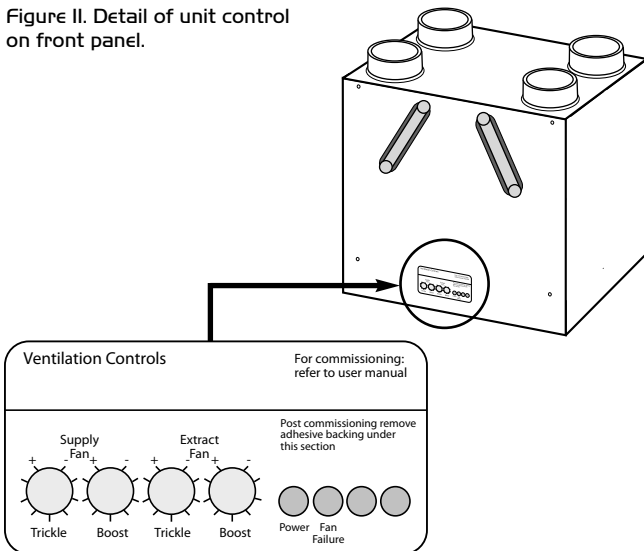 Figure II. Detail of unit control
on front panel.
Ventilation Controls
For commissioning:
refer to user manual
Post commissioning remove
adhesive backing under
this section
Supply
Fan
Extract
Fan
+ - + - + - + -
Trickle Boost Trickle Boost
Power Fan
Failure